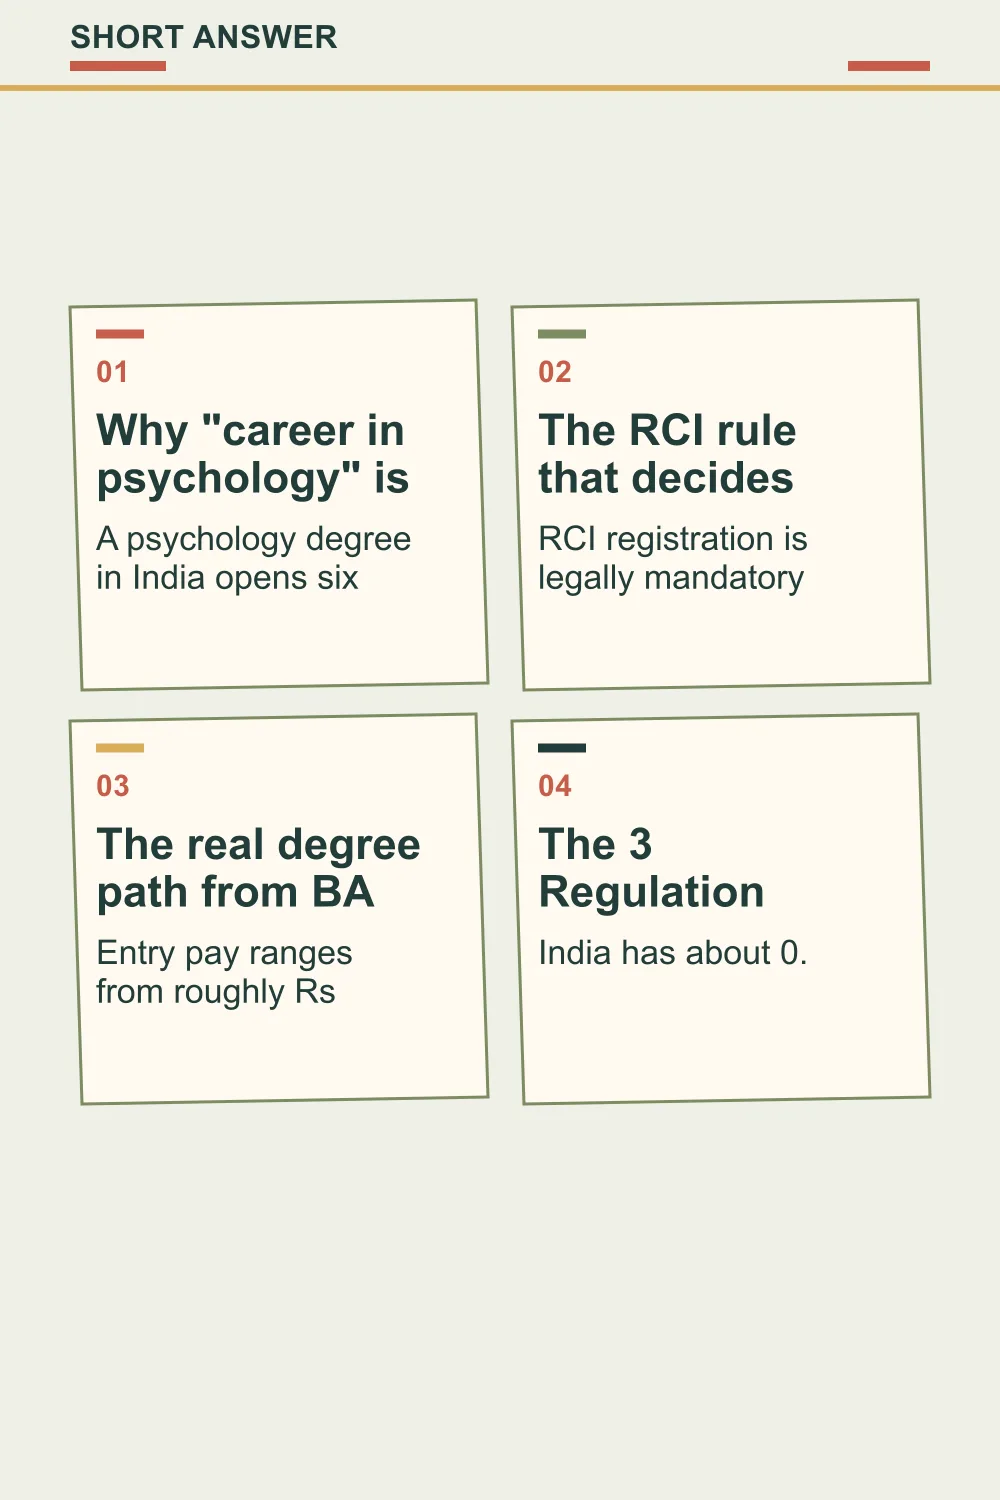 SHORT ANSWER
01
Why "career in
psychology" is
A psychology degree
in India opens six
02
The RCI rule
that decides
RCI registration is
legally mandatory
03
The real degree
path from BA
Entry pay ranges
from roughly Rs
04
The 3
Regulation
India has about 0.